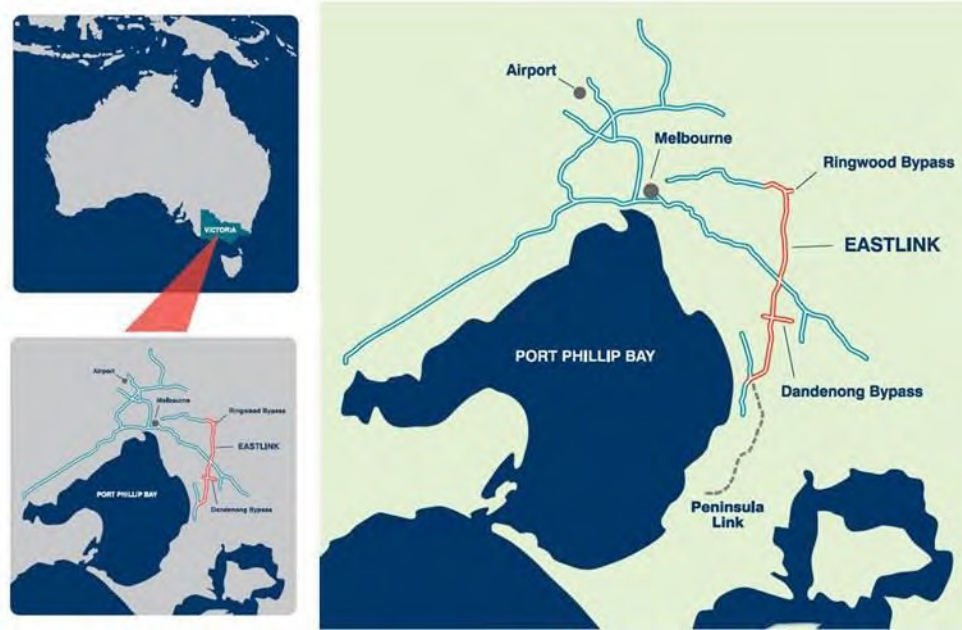 VICTORIA
Airport
Melbourne
Ringwood Bypass
EASTLINK
PORT PHILLIP BAY
Dandenong Bypass
Airport
Melbourne
Ringwood Bypass
EASTLINK
PORT PHILLIP BAY
Dandenong Bypass
Peninsula
Link